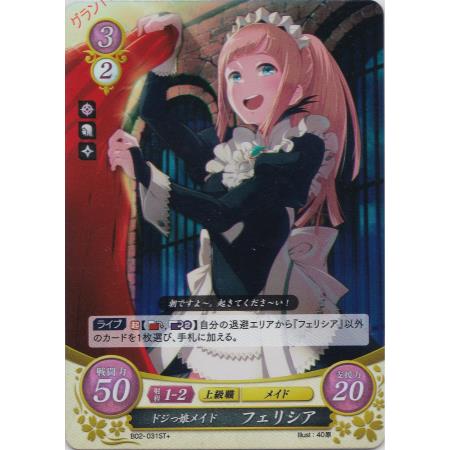 グランド
3
2
朝ですよ〜。起きてくださ〜い！
ライブ 起 自分の退避エリアから『フェリシア』以外
のカードを1枚選び、手札に加える。
戦闘力 50
射程 1-2 上級職 メイド
支援力 20
ドジっ娘メイド フェリシア
B02-031ST+
Illust : 40原